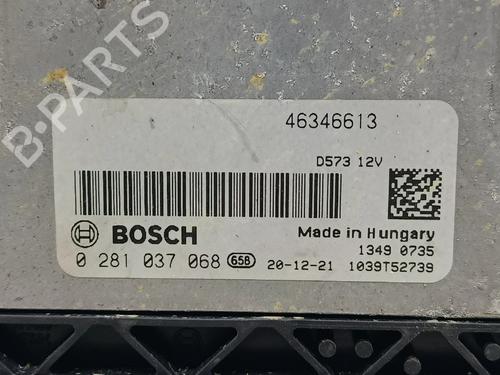 B-PARTS
46346613
D573 12V
BOSCH
Made in Hungary
1349 0735
0 281 037 068 658 20-12-21 1039T52739